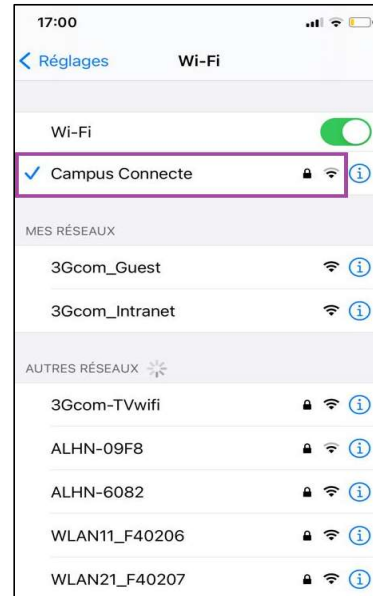 17:00
Réglages Wi-Fi
Wi-Fi
Campus Connecte
MES RÉSEAUX
3Gcom_Guest
3Gcom_Intranet
AUTRES RÉSEAUX
3Gcom-TVwifi
ALHN-09F8
ALHN-6082
WLAN11_F40206
WLAN21_F40207